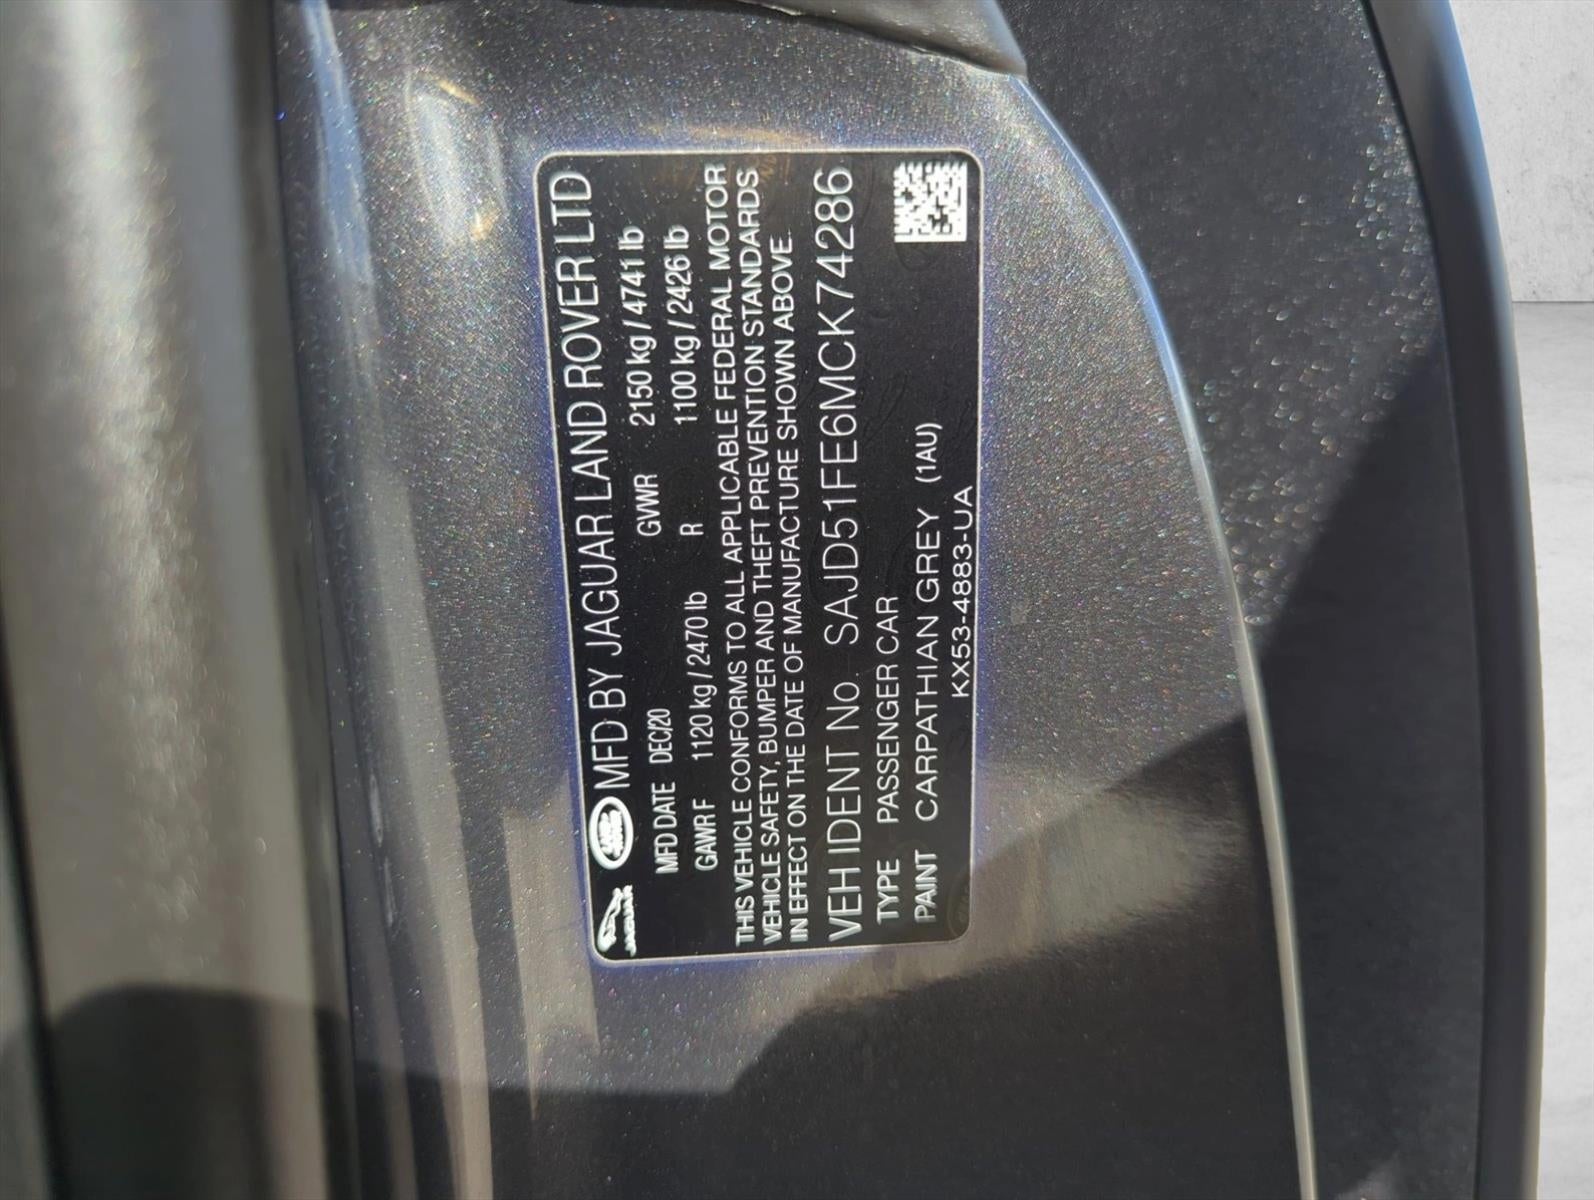 JAGUAR LAND ROVER MFD BY JAGUAR LAND ROVER LTD
MFD DATE DEC/20 GVWR 2150 kg / 4741 lb
GAWR F 1120 kg / 2470 lb R 1100 kg / 2426 lb
THIS VEHICLE CONFORMS TO ALL APPLICABLE FEDERAL MOTOR
VEHICLE SAFETY, BUMPER AND THEFT PREVENTION STANDARDS
IN EFFECT ON THE DATE OF MANUFACTURE SHOWN ABOVE.
VEH IDENT No. SAJD51FE6MCK74286
TYPE PASSENGER CAR
PAINT CARPATHIAN GREY (1AU)
KX53-4883-UA